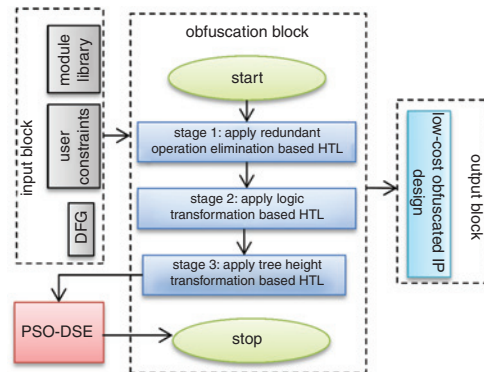 input block
module
library
user
constraints
DFG
obfuscation block
start
stage 1: apply redundant
operation elimination based HTL
stage 2: apply logic
transformation based HTL
stage 3: apply tree height
transformation based HTL
PSO-DSE
stop
low-cost obfuscated IP
design
output block